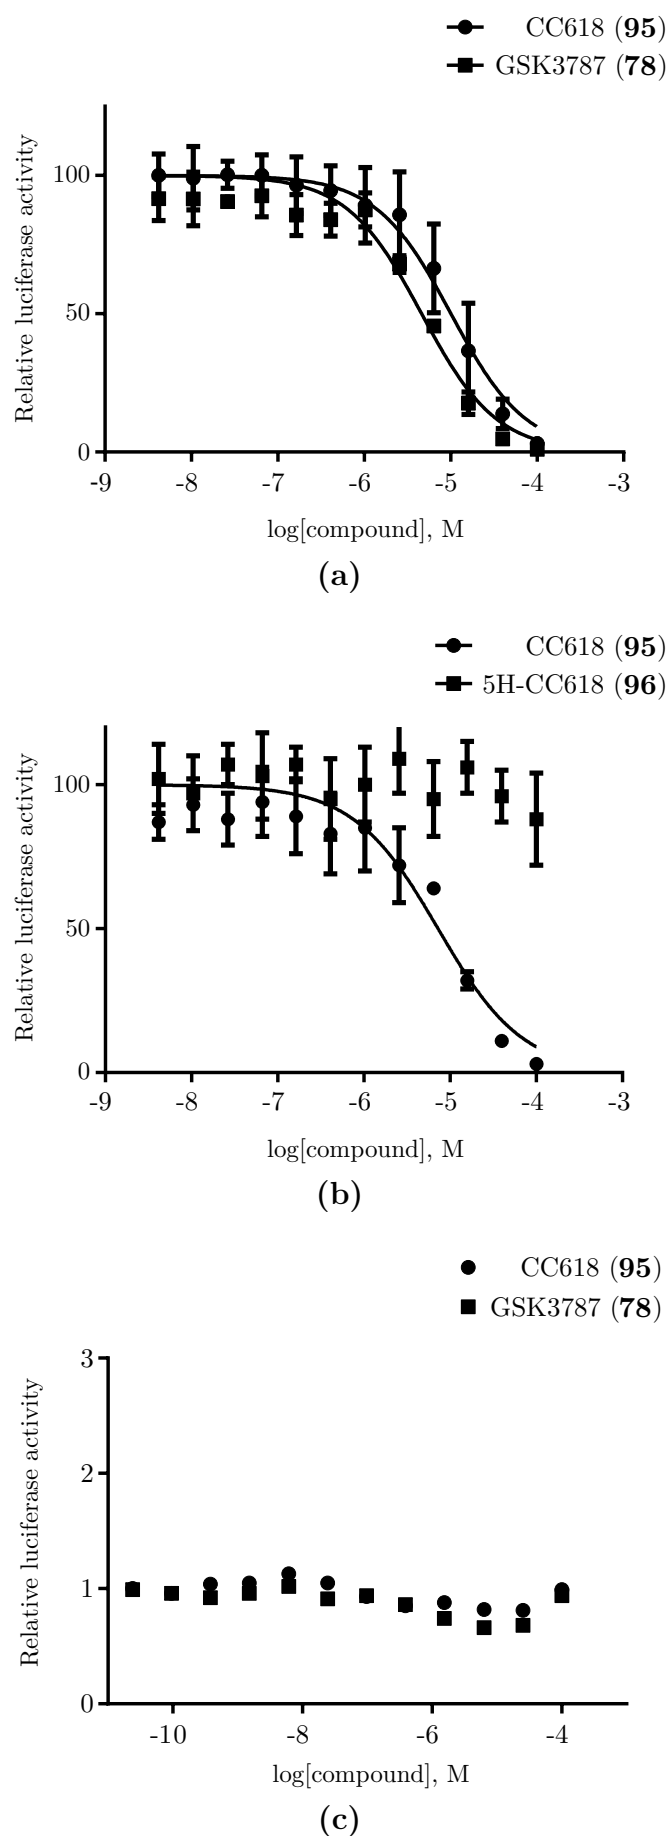 CC618 (95)
GSK3787 (78)
Relative luciferase activity
100
50
0
-9 -8 -7 -6 -5 -4 -3
log[compound], M
(a)
CC618 (95)
5H-CC618 (96)
Relative luciferase activity
100
50
0
-9 -8 -7 -6 -5 -4 -3
log[compound], M
(b)
CC618 (95)
GSK3787 (78)
Relative luciferase activity
3
2
1
0
-10 -8 -6 -4
log[compound], M
(c)